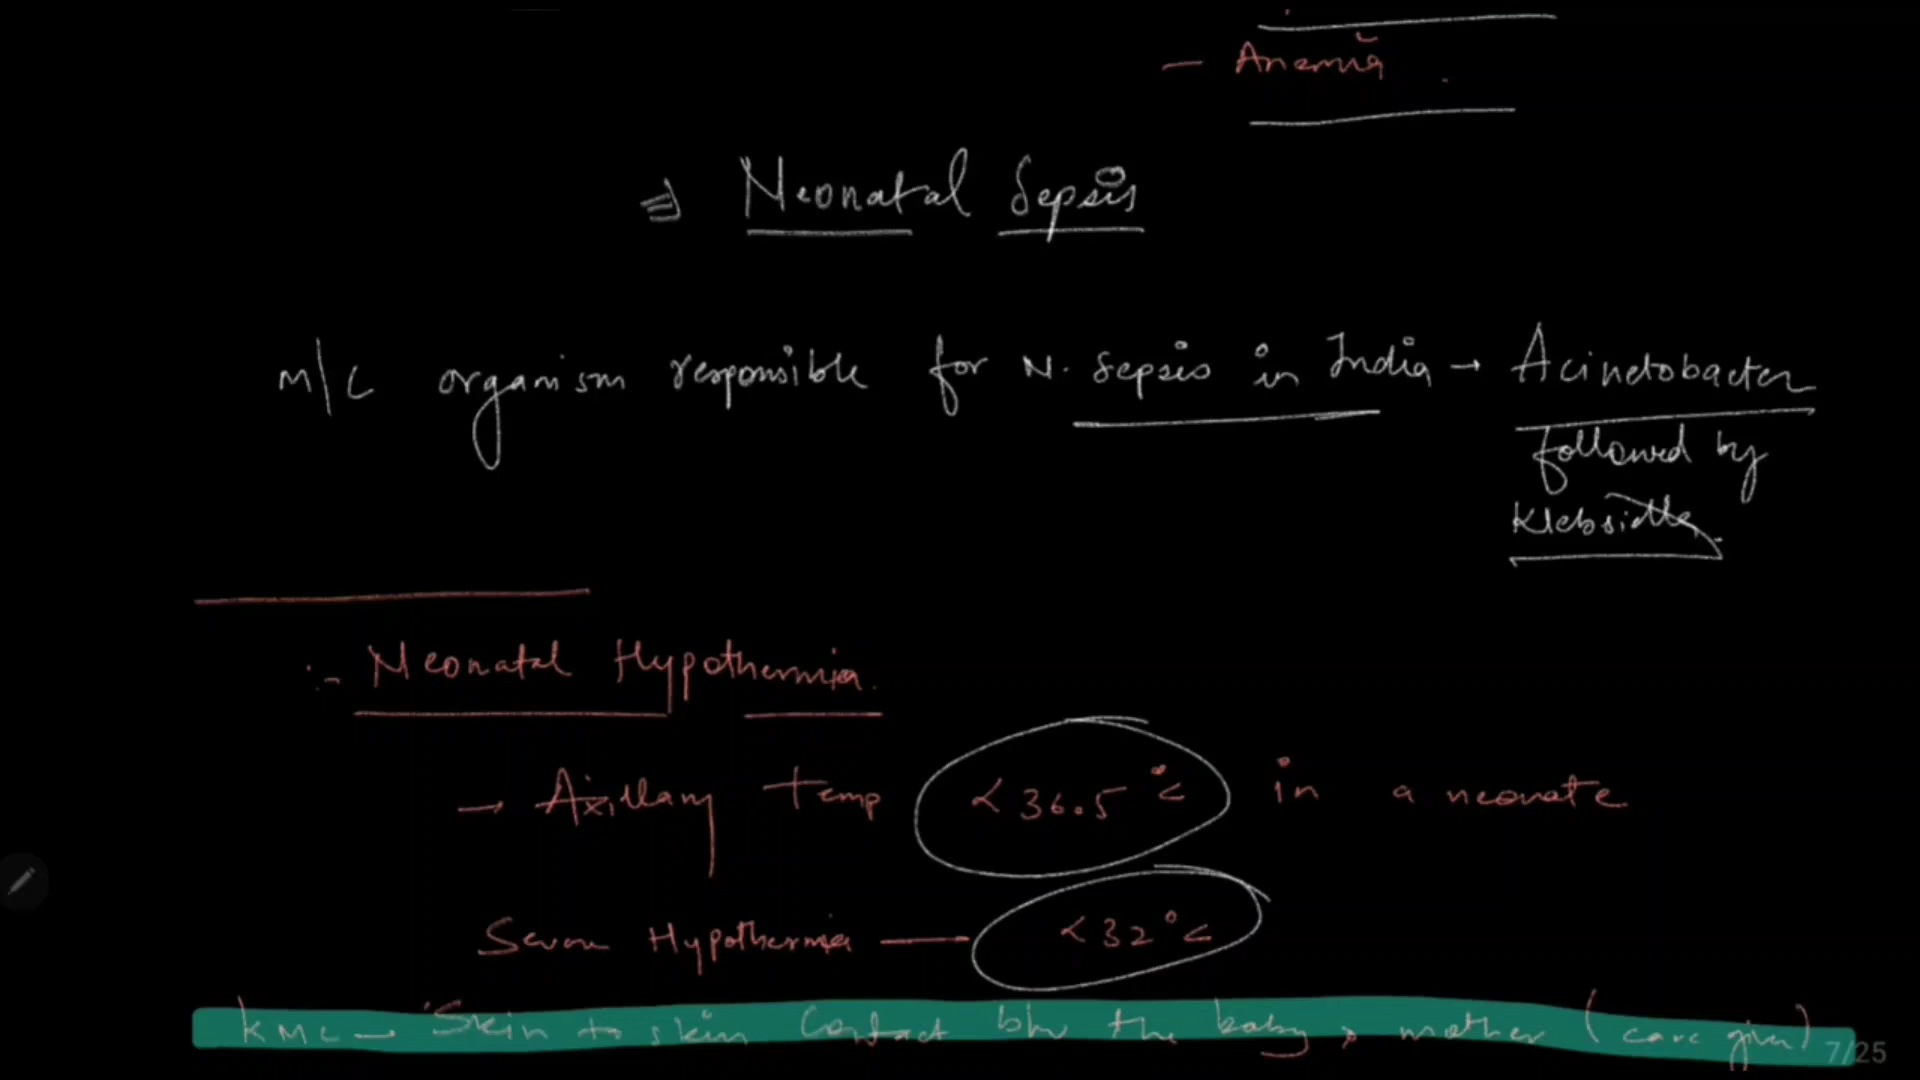 - Anemia
⇒ Neonatal Sepsis
M/C organism responsible for N. Sepsis in India → Acinetobacter
followed by
Klebsiella
:- Neonatal Hypothermia.
→ Axillary Temp <36.5°C in a neonate
Severe Hypothermia — <32°C
KMC → Skin to skin Contact b/w the baby & mother (care giver)
7/25